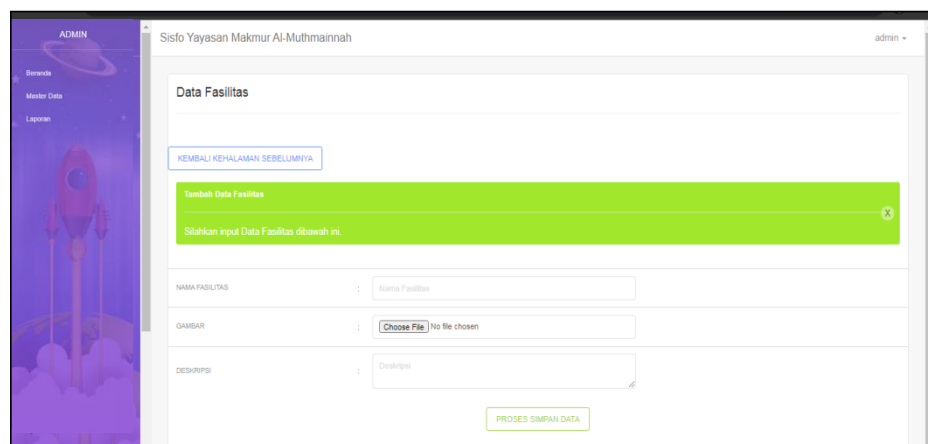 ADMIN
Beranda
Master Data
Laporan
Sisfo Yayasan Makmur Al-Muthmainnah
admin
Data Fasilitas
KEMBALI KEHALAMAN SEBELUMNYA
Tambah Data Fasilitas
X
Silahkan input Data Fasilitas dibawah ini.
NAMA FASILITAS : Nama Fasilitas
GAMBAR : Choose File No file chosen
DESKRIPSI : Deskripsi
PROSES SIMPAN DATA